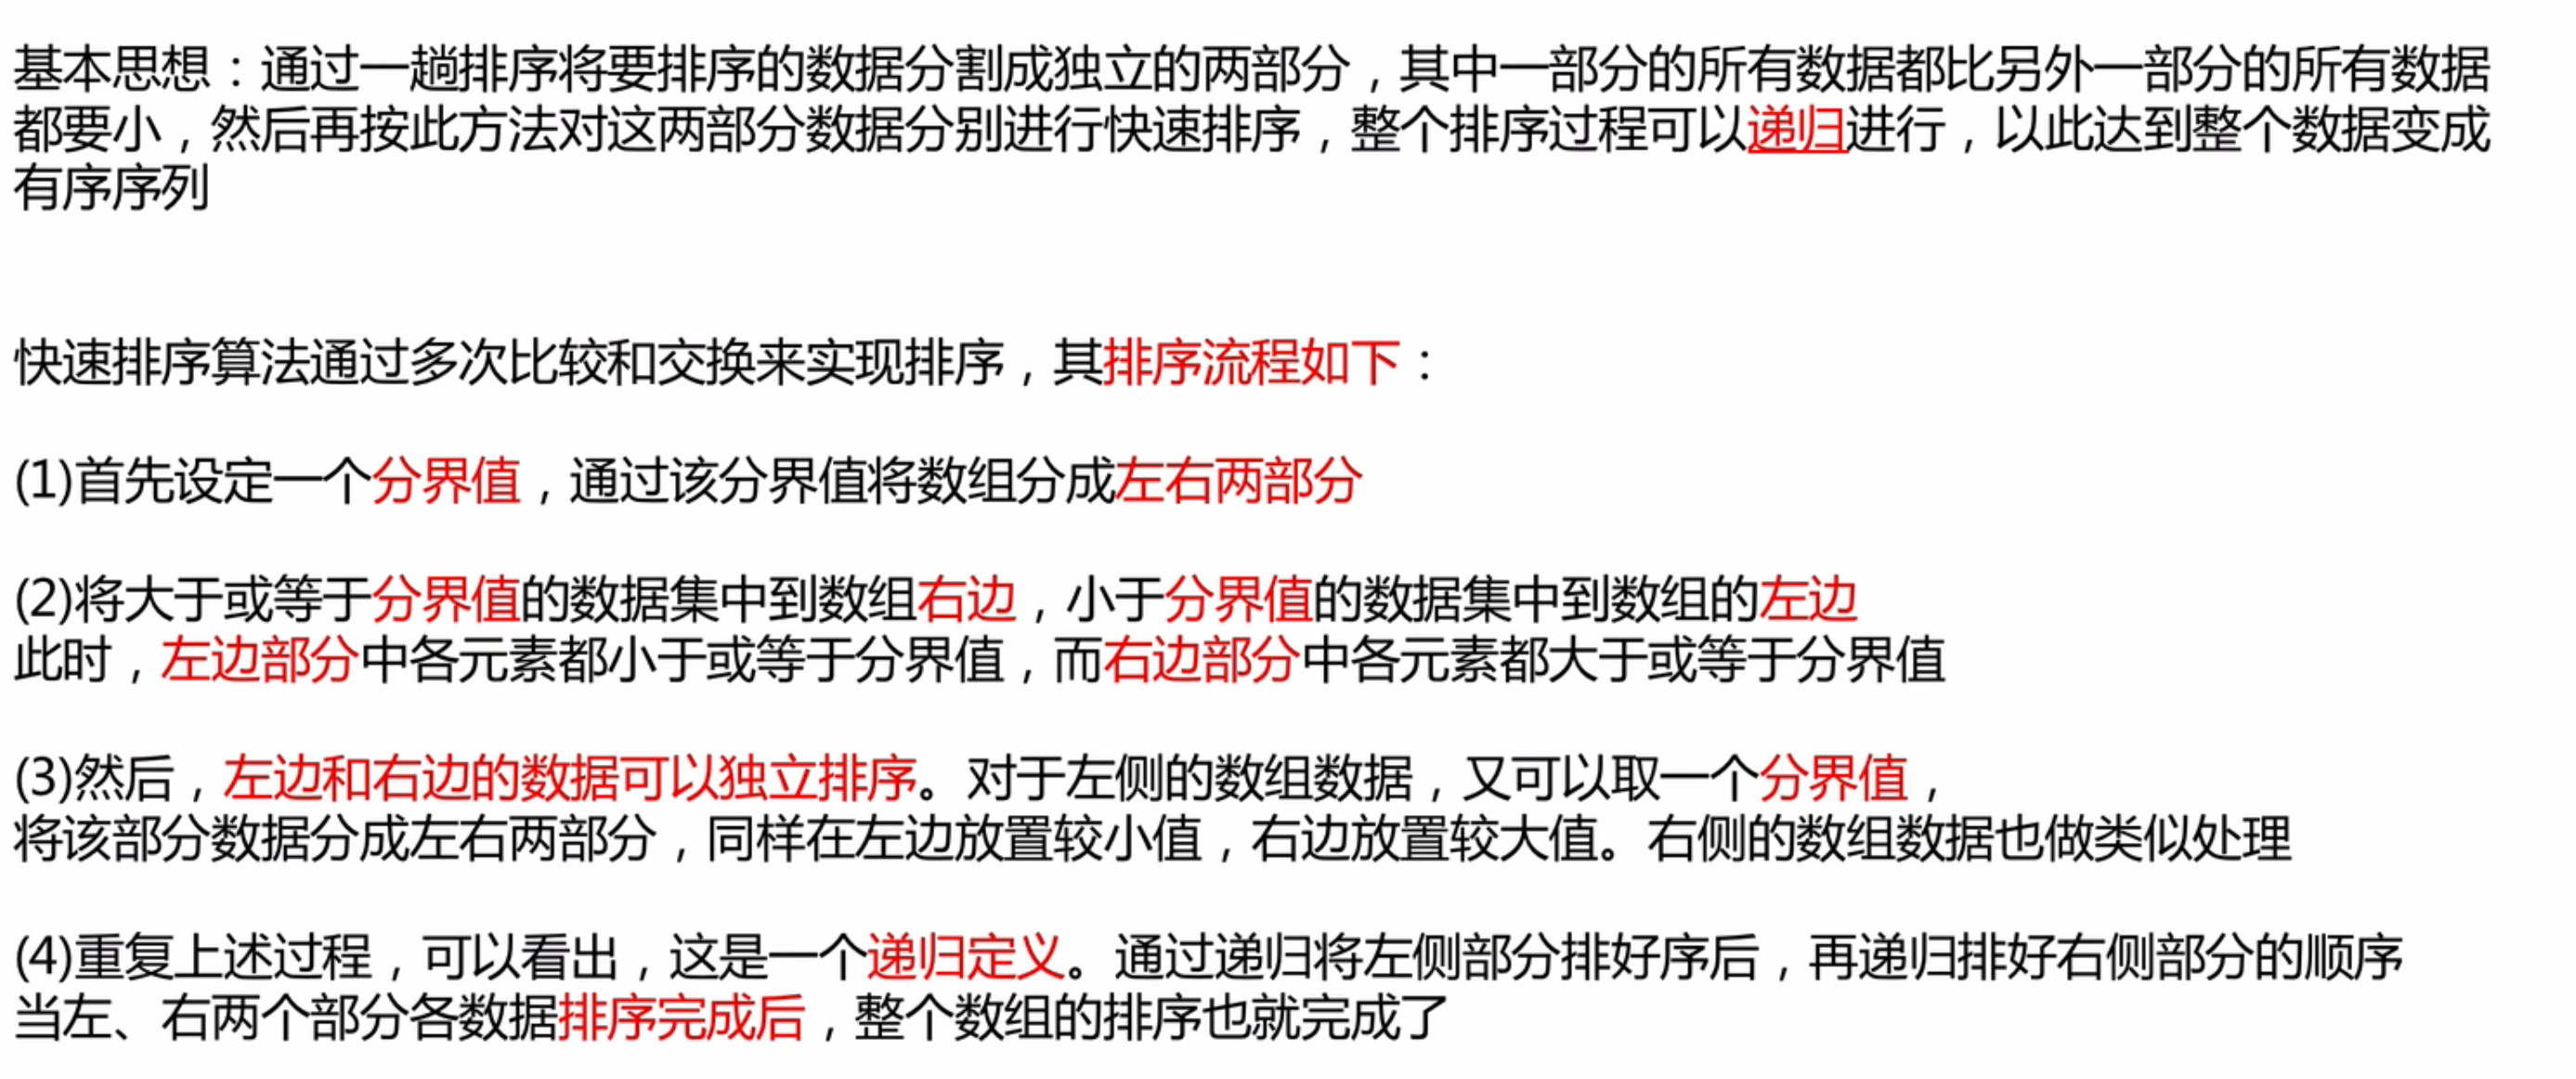 基本思想：通过一趟排序将要排序的数据分割成独立的两部分，其中一部分的所有数据都比另外一部分的所有数据
都要小，然后再按此方法对这两部分数据分别进行快速排序，整个排序过程可以递归进行，以此达到整个数据变成
有序序列
快速排序算法通过多次比较和交换来实现排序，其排序流程如下：
(1)首先设定一个分界值，通过该分界值将数组分成左右两部分
(2)将大于或等于分界值的数据集中到数组右边，小于分界值的数据集中到数组的左边
此时，左边部分中各元素都小于或等于分界值，而右边部分中各元素都大于或等于分界值
(3)然后，左边和右边的数据可以独立排序。对于左侧的数组数据，又可以取一个分界值，
将该部分数据分成左右两部分，同样在左边放置较小值，右边放置较大值。右侧的数组数据也做类似处理
(4)重复上述过程，可以看出，这是一个递归定义。通过递归将左侧部分排好序后，再递归排好右侧部分的顺序
当左、右两个部分各数据排序完成后，整个数组的排序也就完成了